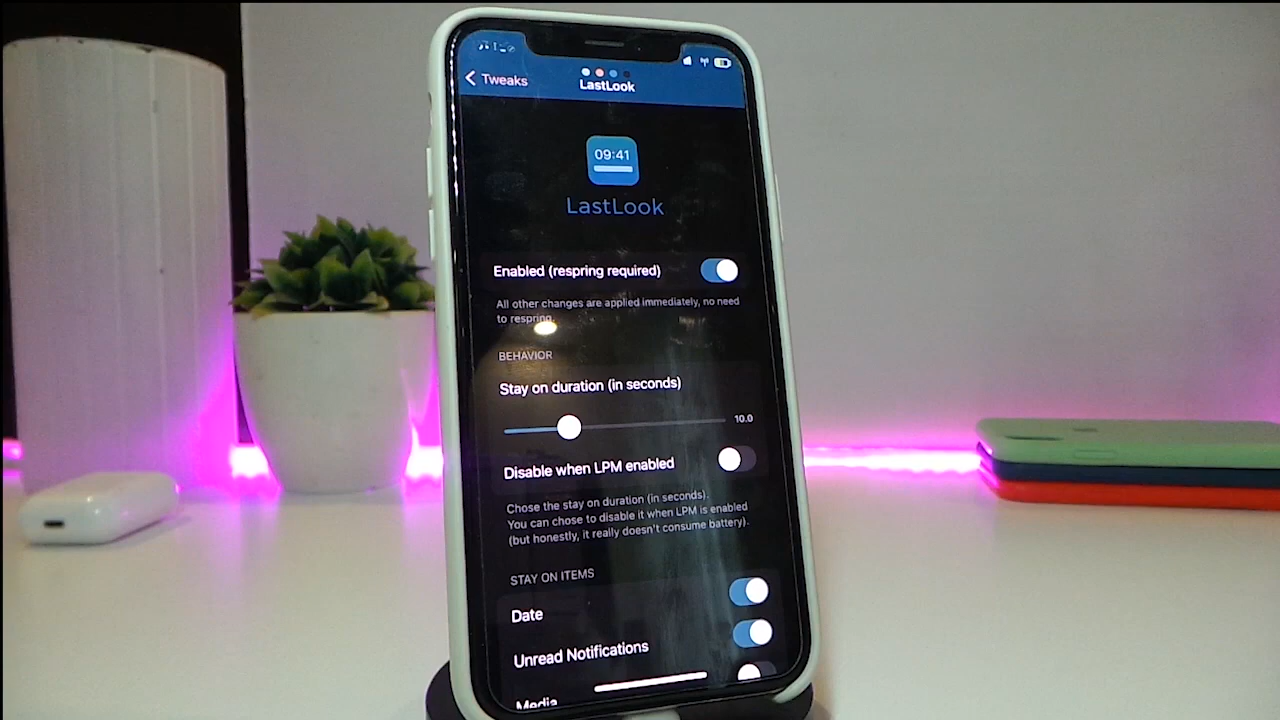 Tweaks
LastLook
09:41
LastLook
Enabled (respring required)
All other changes are applied immediately, no need
to respring.
BEHAVIOR
Stay on duration (in seconds)
10.0
Disable when LPM enabled
Chose the stay on duration (in seconds).
You can chose to disable it when LPM is enabled
(but honestly, it really doesn't consume battery).
STAY ON ITEMS
Date
Unread Notifications
Media